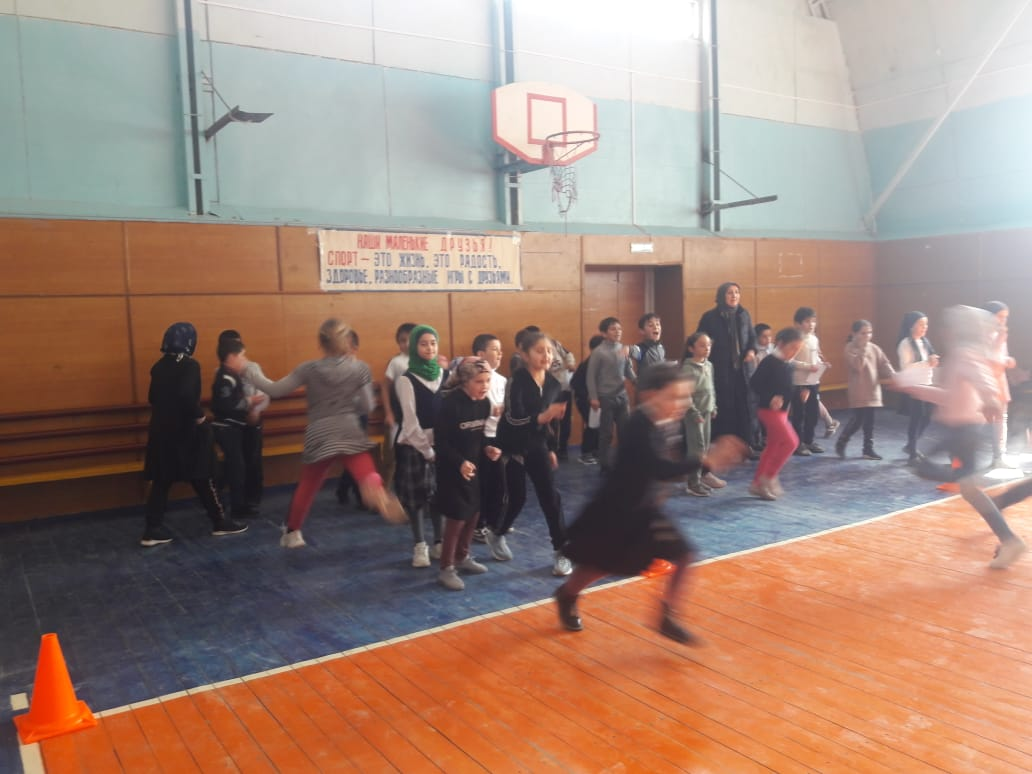 НАШИ МАЛЕНЬКИЕ ДРУЗЬЯ!
СПОРТ — ЭТО ЖИЗНЬ, ЭТО РАДОСТЬ,
ЗДОРОВЬЕ, РАЗНООБРАЗНЫЕ ИГРЫ С ДРУЗЬЯМИ.